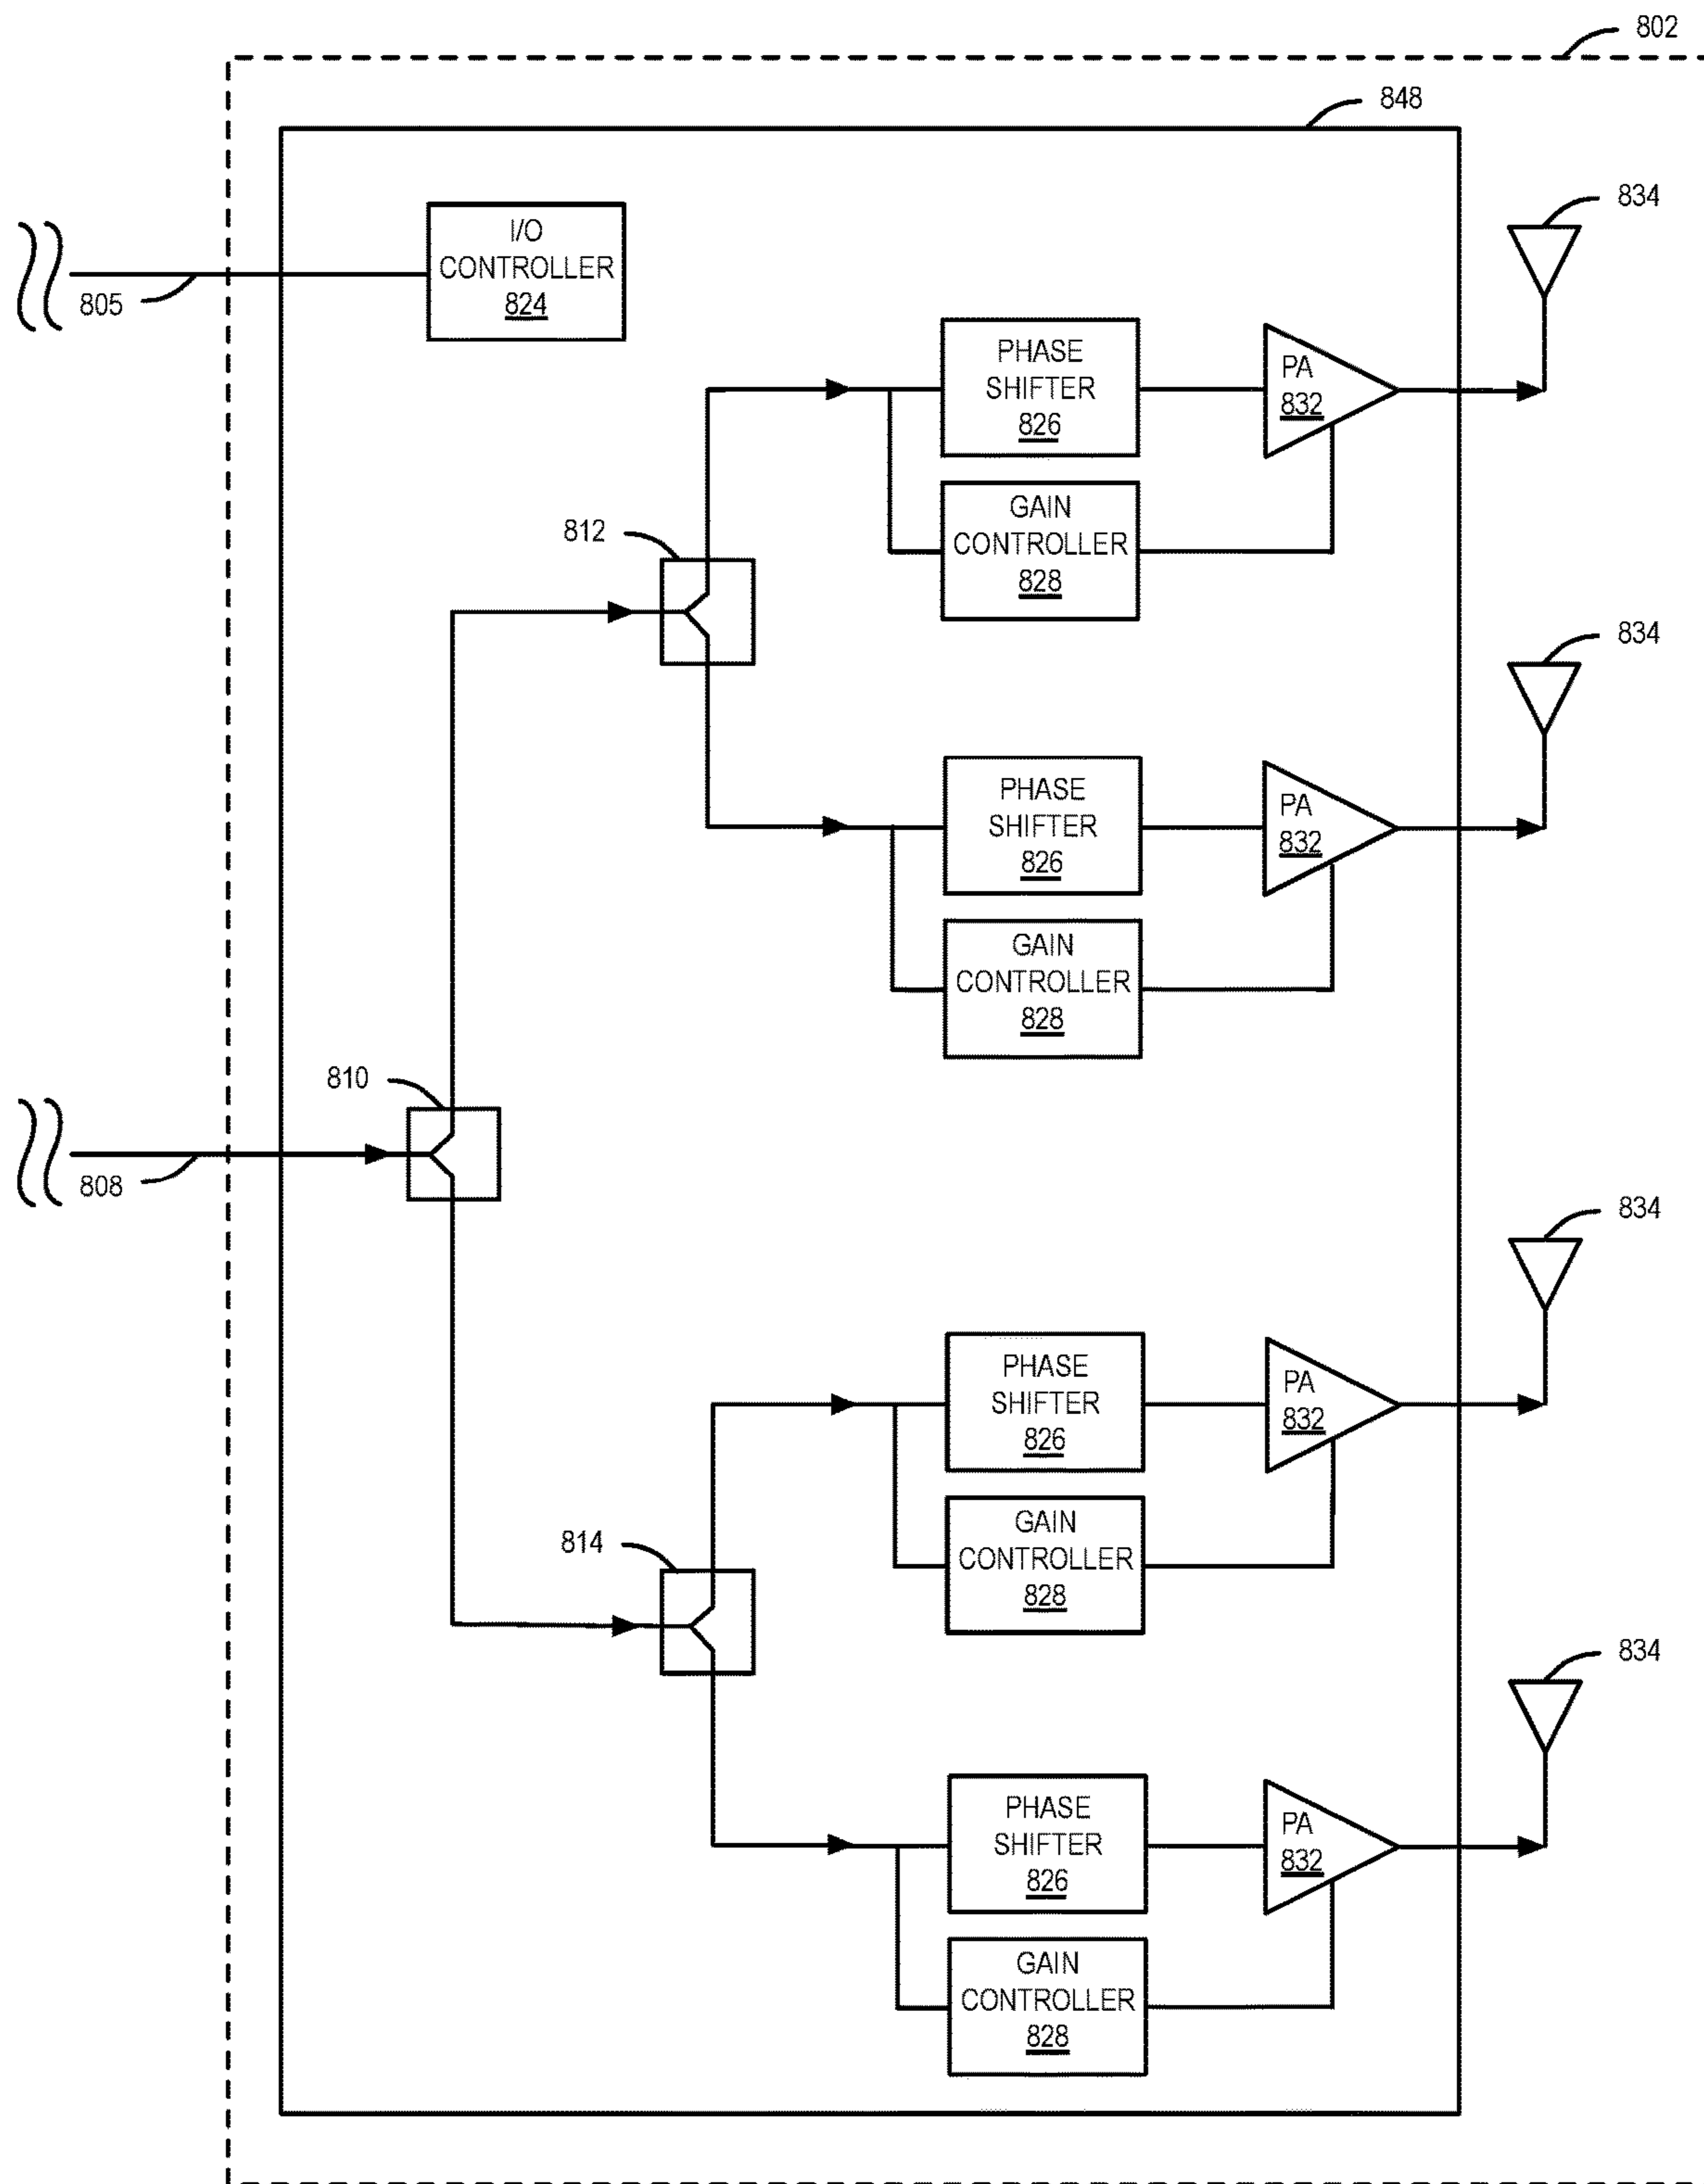 802
848
834
I/O
CONTROLLER
824
805
PHASE
SHIFTER
826
PA
832
GAIN
CONTROLLER
828
812
834
PHASE
SHIFTER
826
PA
832
GAIN
CONTROLLER
828
810
808
834
PHASE
SHIFTER
826
PA
832
GAIN
CONTROLLER
828
814
834
PHASE
SHIFTER
826
PA
832
GAIN
CONTROLLER
828